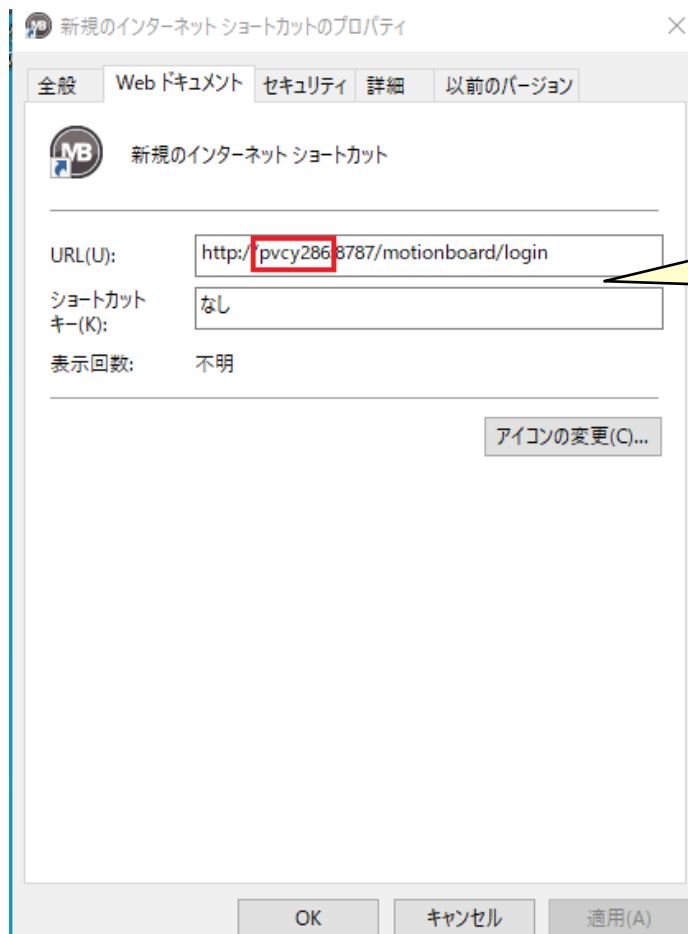 新規のインターネット ショートカットのプロパティ
全般 Web ドキュメント セキュリティ 詳細 以前のバージョン
MB 新規のインターネット ショートカット
URL(U): http://pvcy286:8787/motionboard/login
ショートカット キー(K): なし
表示回数: 不明
アイコンの変更(C)...
OK キャンセル 適用(A)